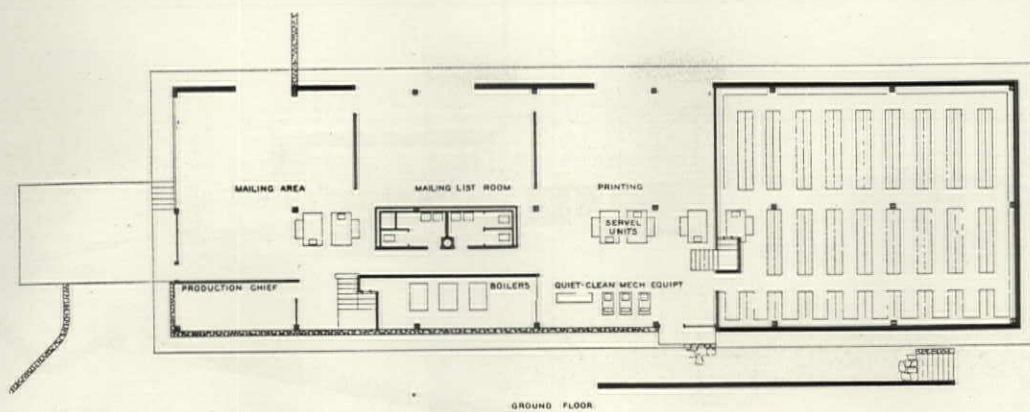 MAILING AREA
MAILING LIST ROOM
PRINTING
SERVEL
UNITS
PRODUCTION CHIEF
BOILERS
QUIET-CLEAN MECH EQUIPT
GROUND FLOOR